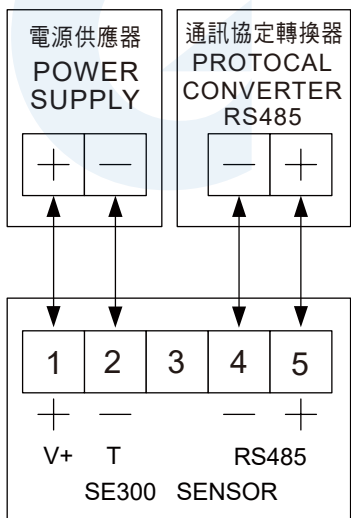 電源供應器
POWER
SUPPLY
+ —
通訊協定轉換器
PROTOCAL
CONVERTER
RS485
— +
1 2 3 4 5
+ — — +
V+ T RS485
SE300 SENSOR